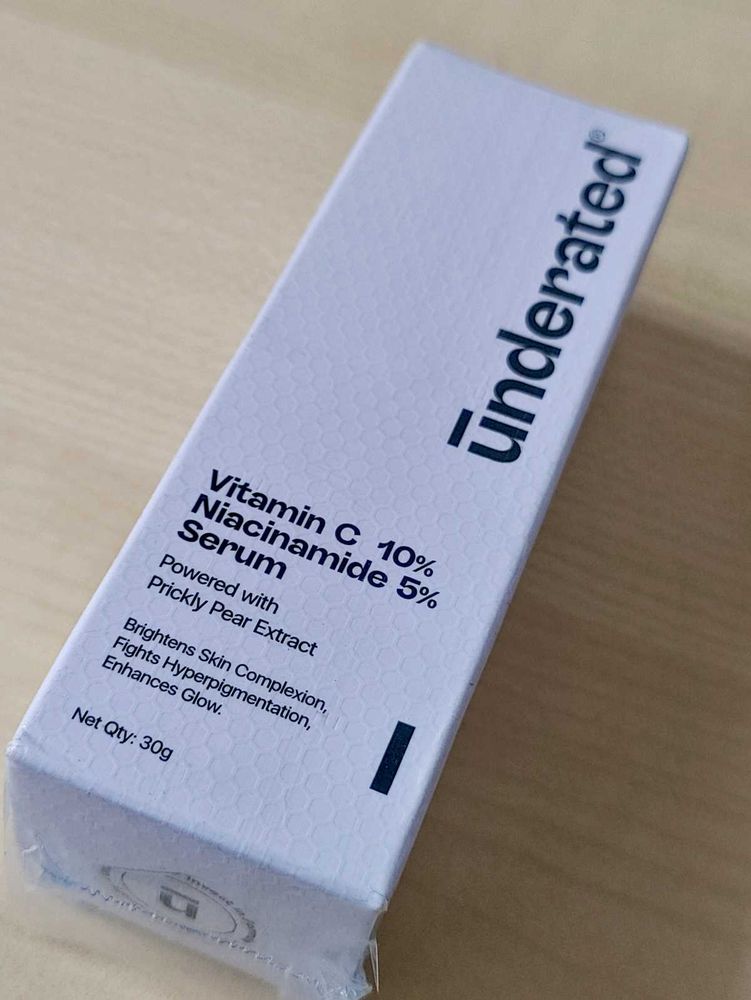 ūnderated®
Vitamin C 10%
Niacinamide 5%
Serum
Powered with
Prickly Pear Extract
Brightens Skin Complexion,
Fights Hyperpigmentation,
Enhances Glow.
Net Qty: 30g
ū